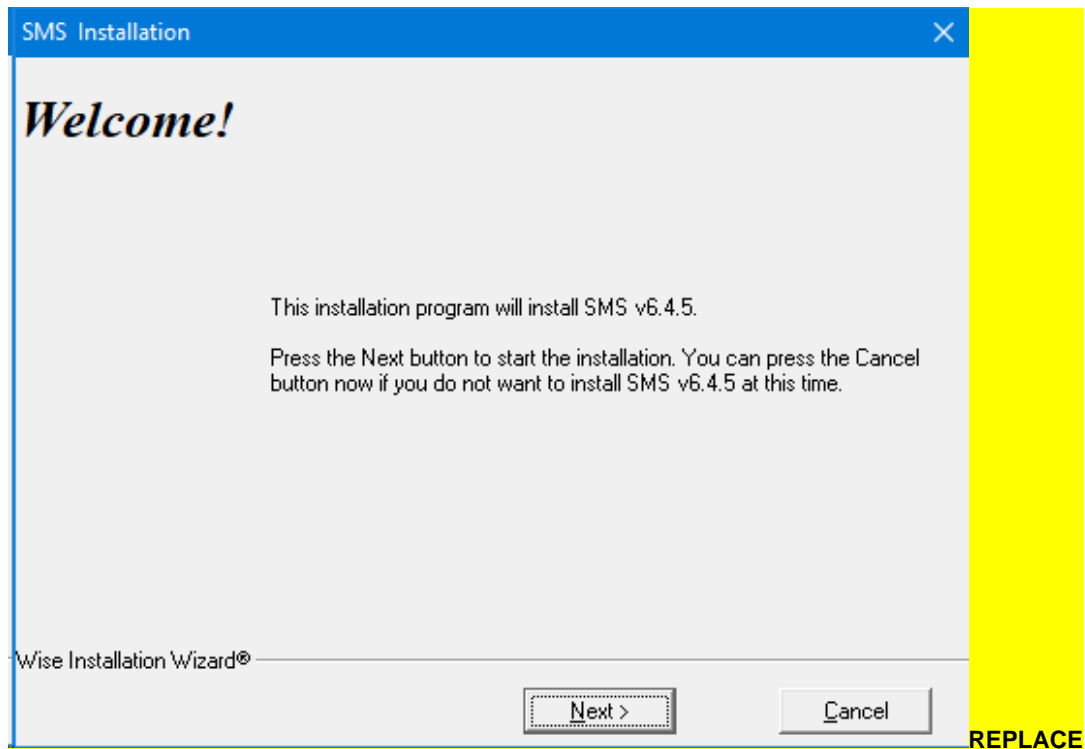 SMS Installation
Welcome!
This installation program will install SMS v6.4.5.
Press the Next button to start the installation. You can press the Cancel
button now if you do not want to install SMS v6.4.5 at this time.
Wise Installation Wizard®
Next >
Cancel
REPLACE